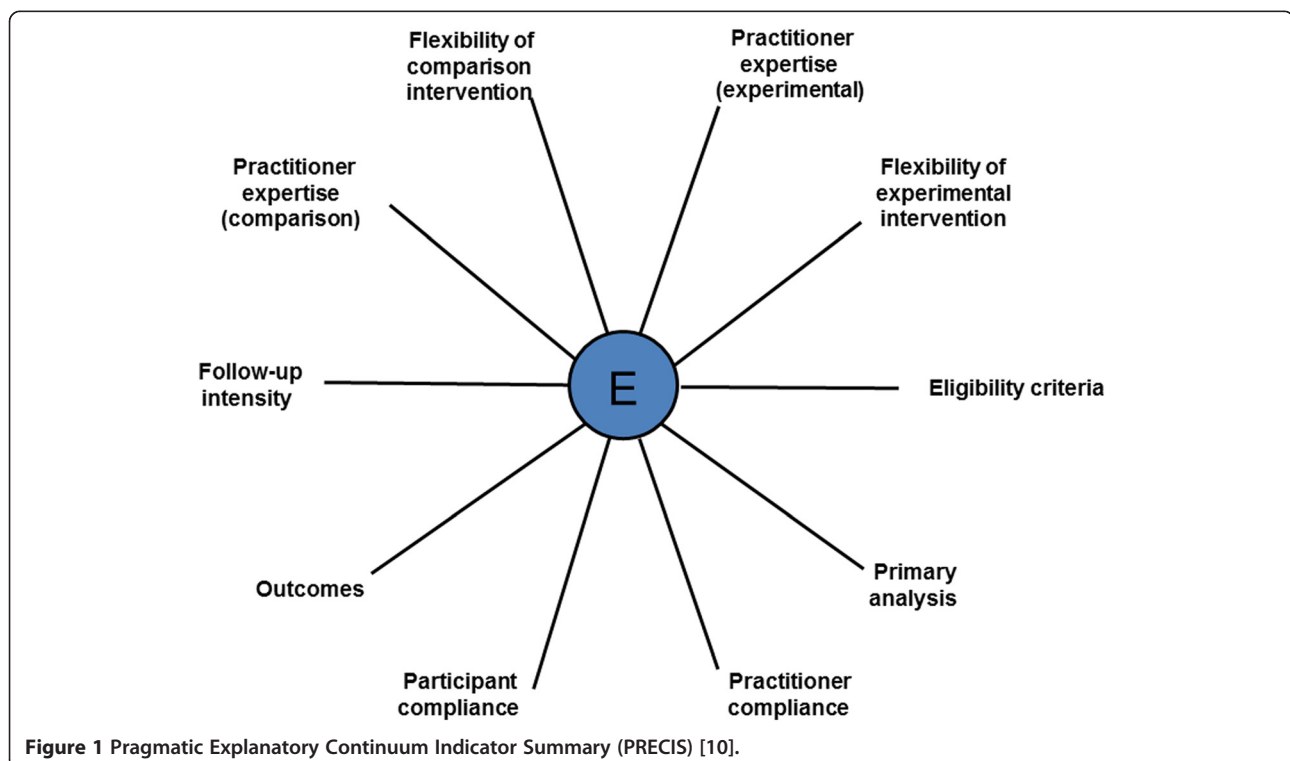 Flexibility of
comparison
intervention
Practitioner
expertise
(experimental)
Practitioner
expertise
(comparison)
Flexibility of
experimental
intervention
Follow-up
intensity
E
Eligibility criteria
Outcomes
Primary
analysis
Participant
compliance
Practitioner
compliance
Figure 1 Pragmatic Explanatory Continuum Indicator Summary (PRECIS) [10].